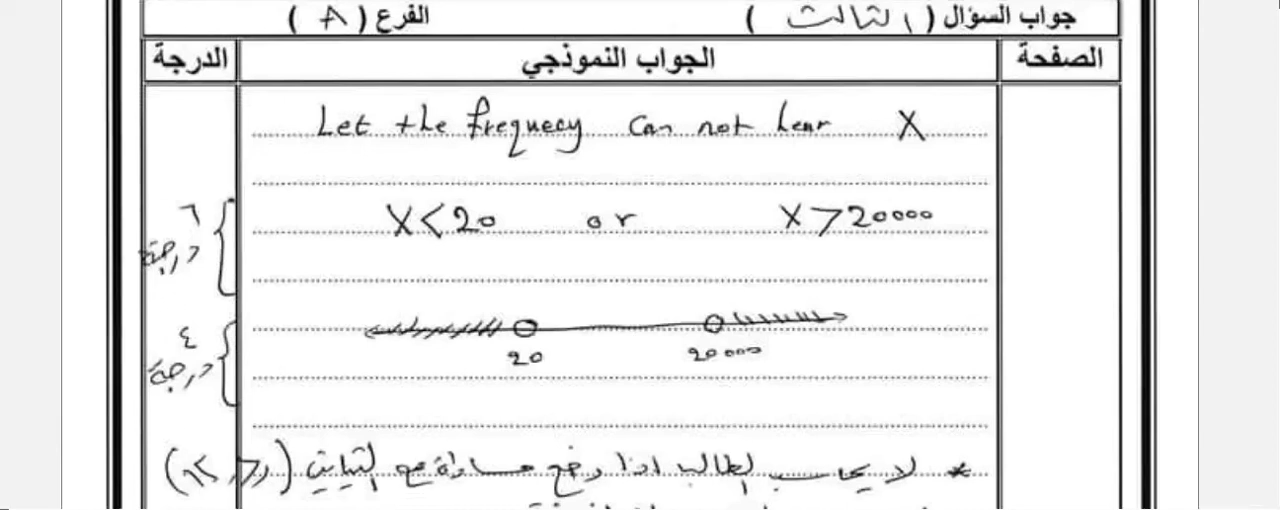 جواب السؤال ( الثالث ) الفرع ( A )
الصفحة الجواب النموذجي الدرجة
Let the frequecy can not hear X
X < 20 or X > 20000
٦ درجة
20 20000
٤ درجة
* لا يحاسب الطالب اذا وضع مساواة مع التباين